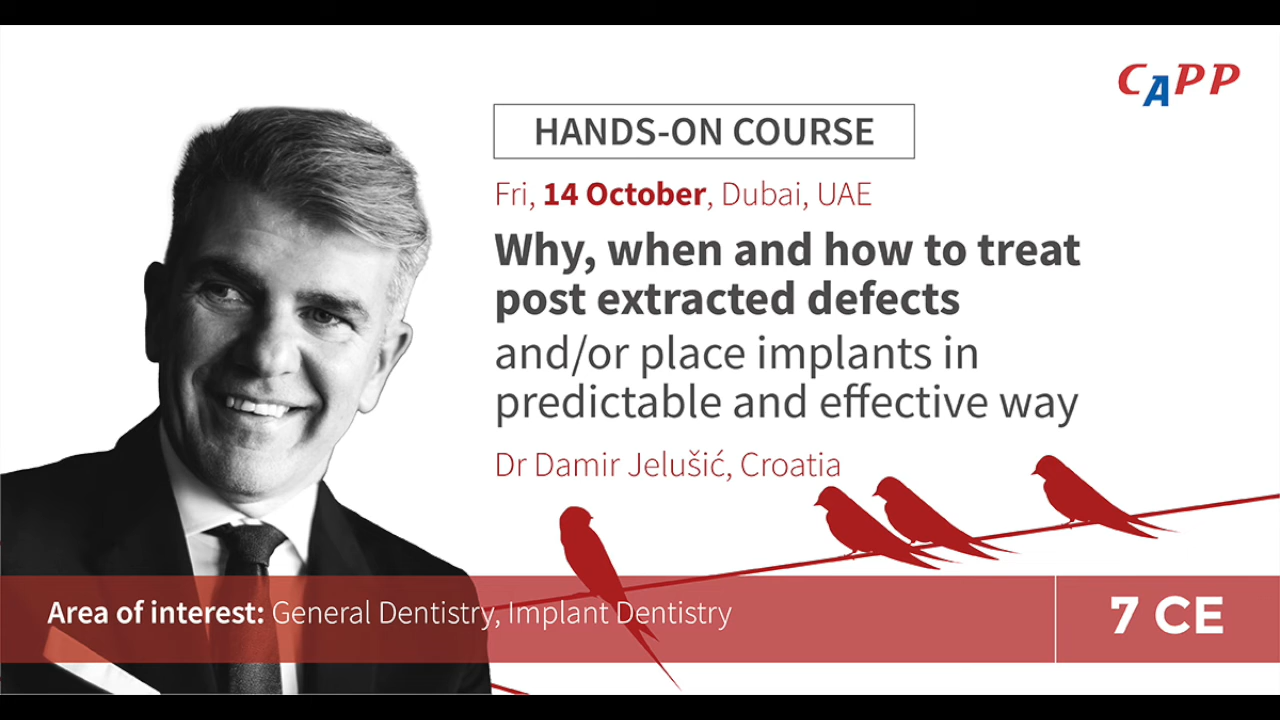 CAPP
HANDS-ON COURSE
Fri, 14 October, Dubai, UAE
Why, when and how to treat
post extracted defects
and/or place implants in
predictable and effective way
Dr Damir Jelušić, Croatia
Area of interest: General Dentistry, Implant Dentistry
7 CE